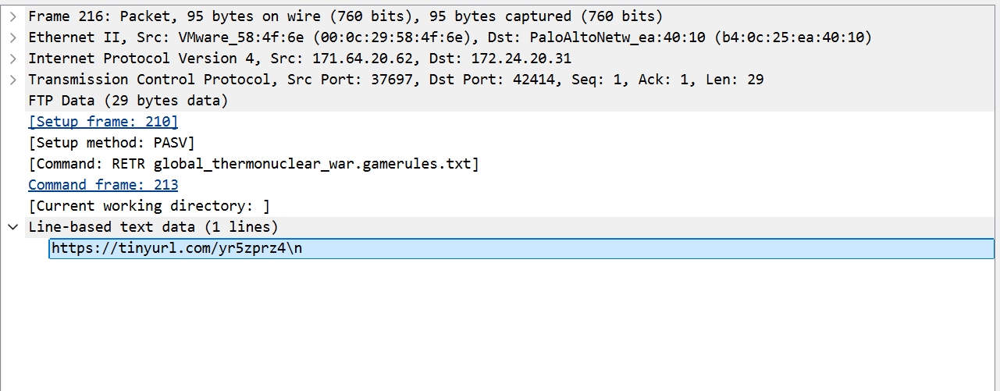 Frame 216: Packet, 95 bytes on wire (760 bits), 95 bytes captured (760 bits)
Ethernet II, Src: VMware_58:4f:6e (00:0c:29:58:4f:6e), Dst: PaloAltoNetw_ea:40:10 (b4:0c:25:ea:40:10)
Internet Protocol Version 4, Src: 171.64.20.62, Dst: 172.24.20.31
Transmission Control Protocol, Src Port: 37697, Dst Port: 42414, Seq: 1, Ack: 1, Len: 29
FTP Data (29 bytes data)
[Setup frame: 210]
[Setup method: PASV]
[Command: RETR global_thermonuclear_war.gamerules.txt]
Command frame: 213
[Current working directory: ]
Line-based text data (1 lines)
https://tinyurl.com/yr5zprz4\n